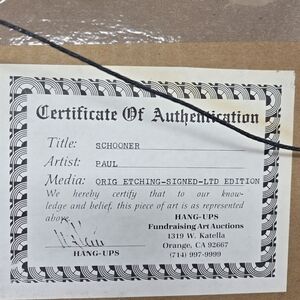 Certificate Of Authentication
Title: SCHOONER
Artist: PAUL
Media: ORIG ETCHING-SIGNED-LTD EDITION
We hereby certify that to our know-
ledge and belief, this piece of art is as represented
above.
HANG-UPS
Fundraising Art Auctions
1319 W. Katella
Orange, CA 92667
(714) 997-9999
HANG-UPS